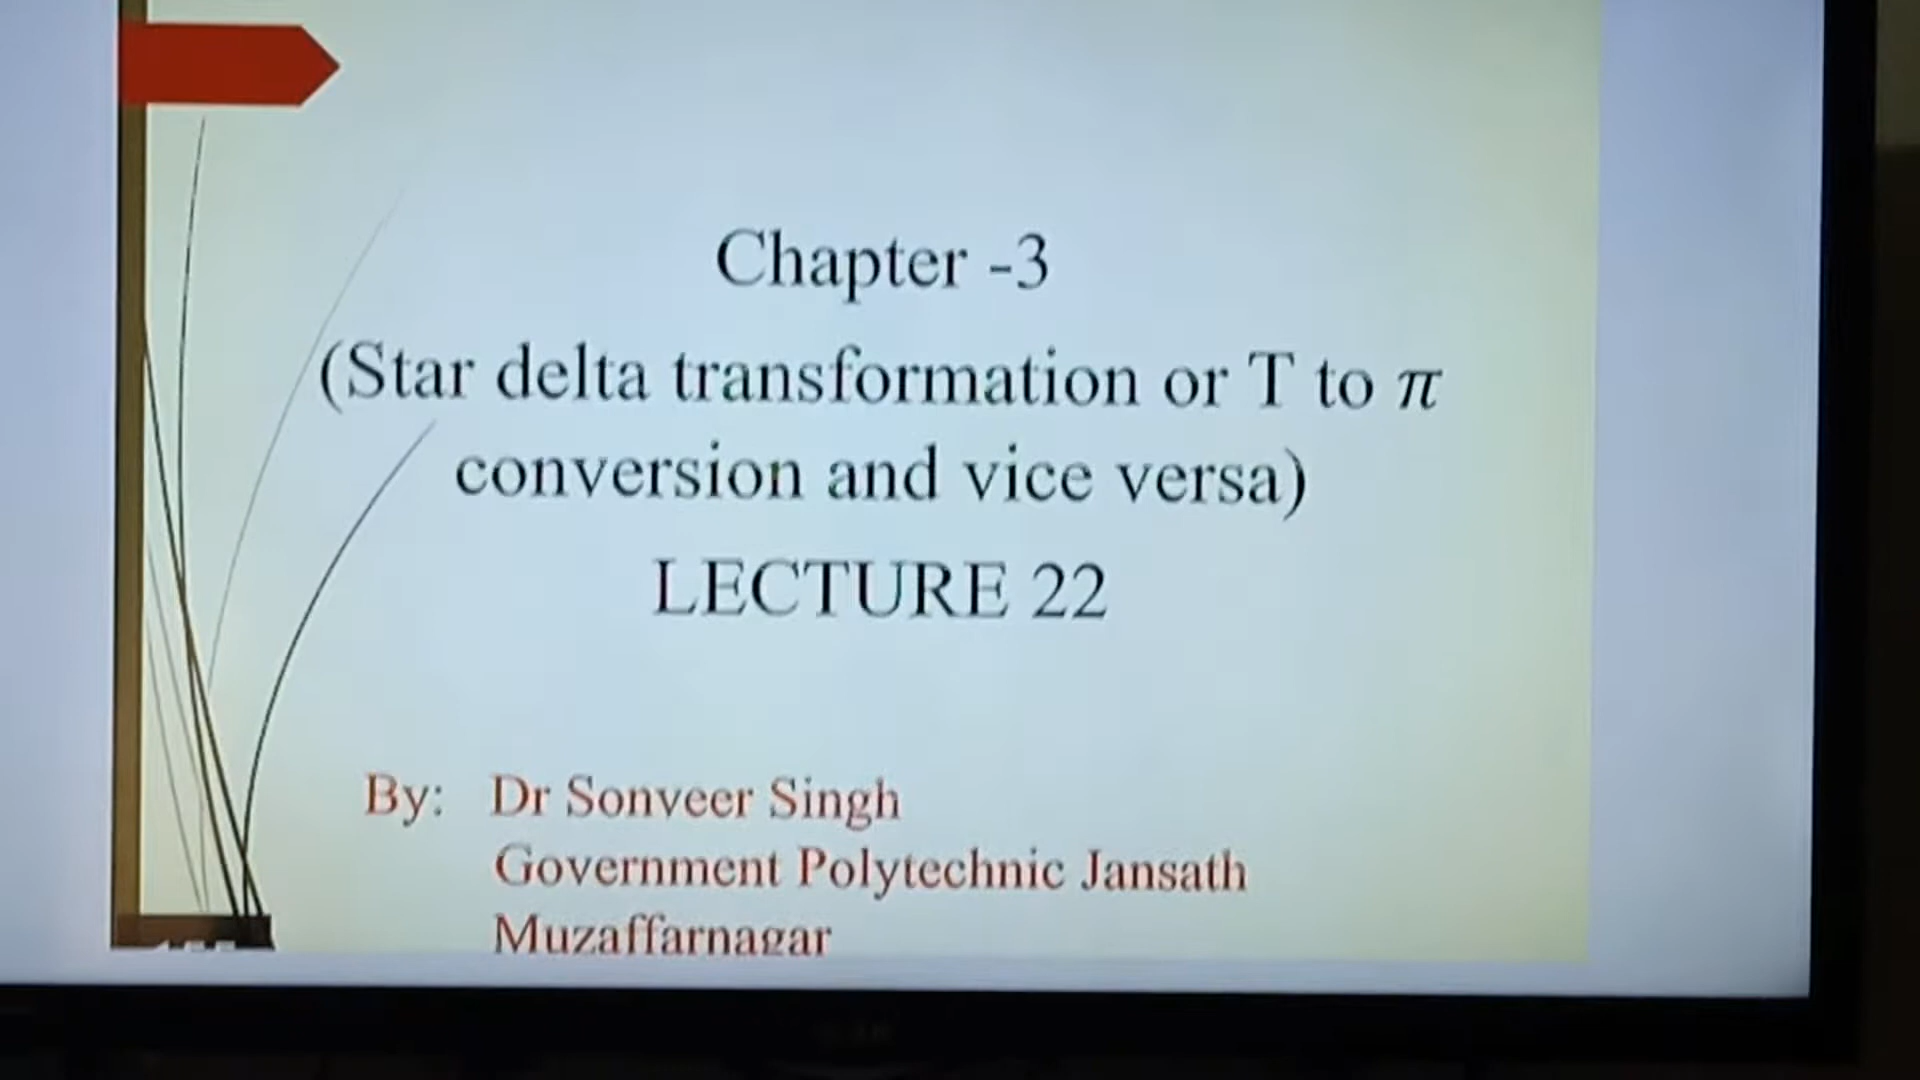 Chapter -3
(Star delta transformation or T to π
conversion and vice versa)
LECTURE 22
By: Dr Sonveer Singh
Government Polytechnic Jansath
Muzaffarnagar